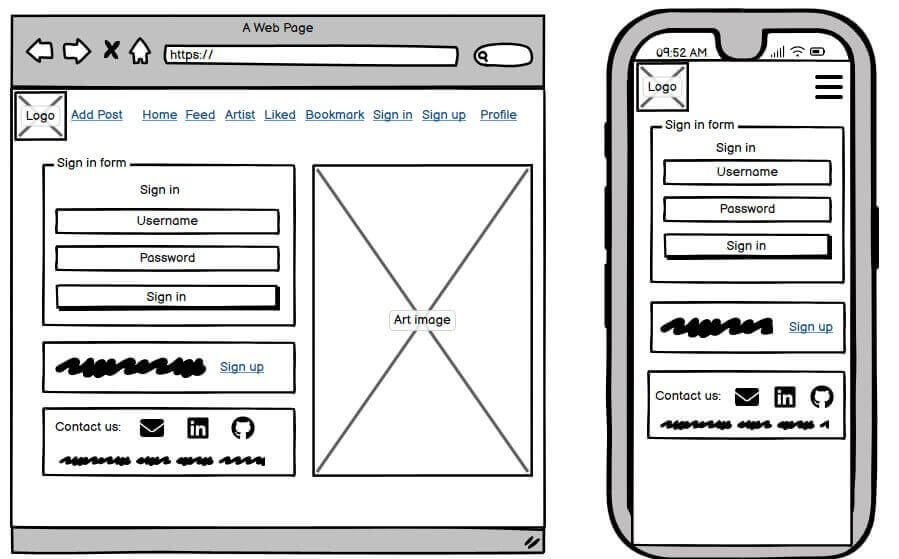 A Web Page
https://
Logo
Add Post Home Feed Artist Liked Bookmark Sign in Sign up Profile
Sign in form
Sign in
Username
Password
Sign in
Art image
Sign up
Contact us:
in
09:52 AM
Logo
Sign in form
Sign in
Username
Password
Sign in
Sign up
Contact us:
in